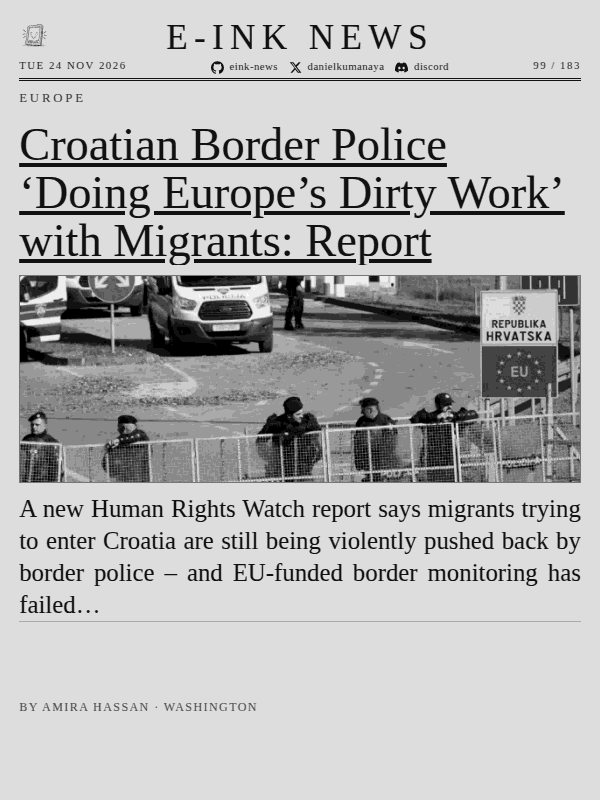 E-INK NEWS
TUE 24 NOV 2026
eink-news danielkumanaya discord
99 / 183
EUROPE
Croatian Border Police
‘Doing Europe’s Dirty Work’
with Migrants: Report
POLICIJA
REPUBLIKA
HRVATSKA
EU
A new Human Rights Watch report says migrants trying
to enter Croatia are still being violently pushed back by
border police – and EU-funded border monitoring has
failed…
BY AMIRA HASSAN · WASHINGTON